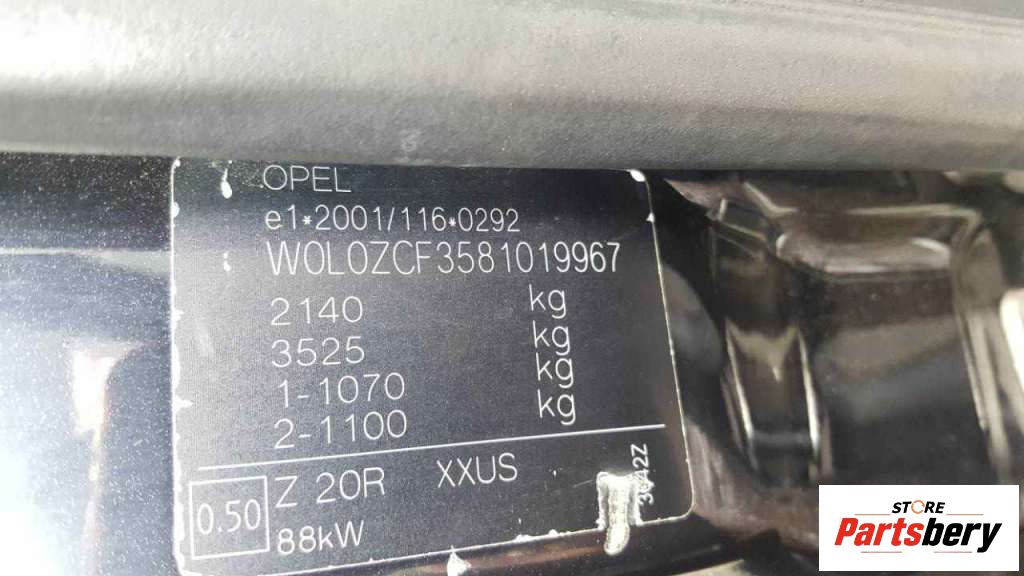 OPEL
e1*2001/116*0292
W0L0ZCF3581019967
2140 kg
3525 kg
1-1070 kg
2-1100 kg
Z 20R XXUS
0.50
88kW
STORE
Partsbery